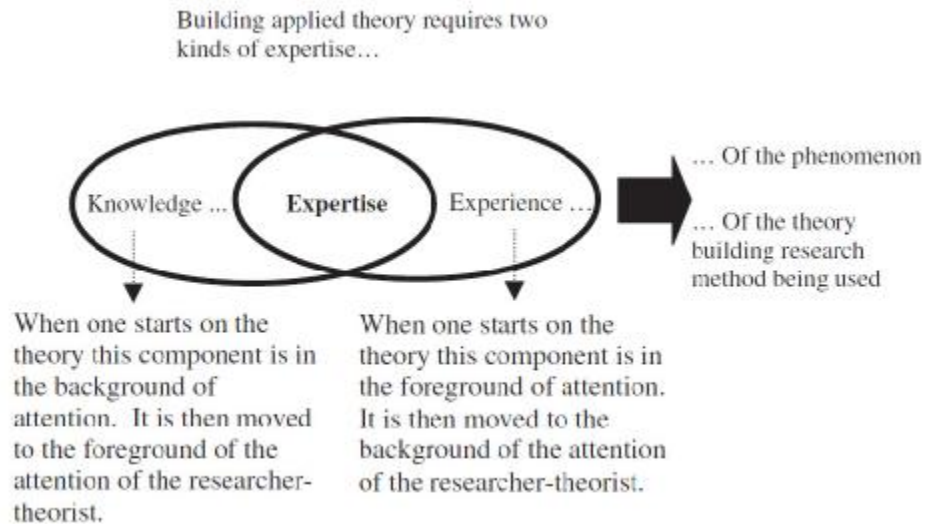 Building applied theory requires two
kinds of expertise…
Knowledge ...
Expertise
Experience …
… Of the phenomenon
… Of the theory
building research
method being used
When one starts on the
theory this component is in
the background of
attention. It is then moved
to the foreground of the
attention of the researcher-
theorist.
When one starts on the
theory this component is in
the foreground of attention.
It is then moved to the
background of the attention
of the researcher-theorist.